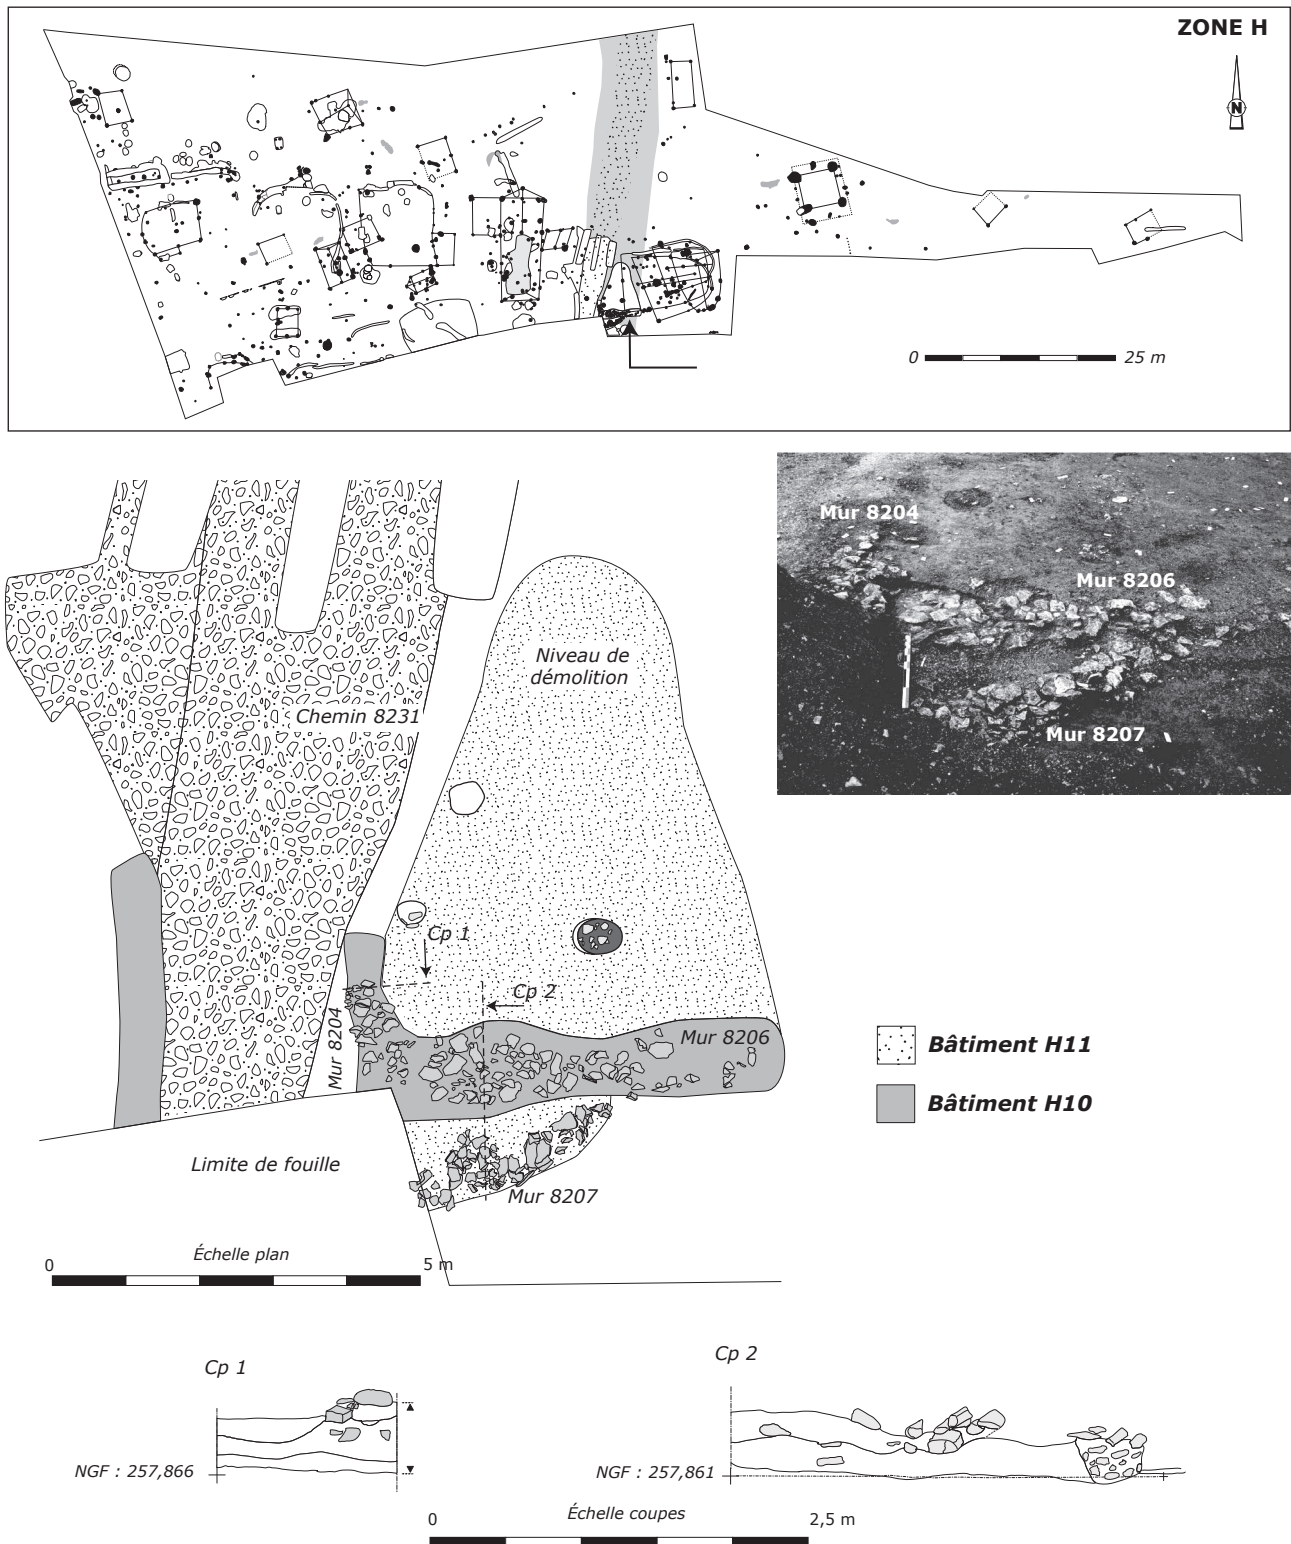 ZONE H
N
0 25 m
Mur 8204
Mur 8206
Mur 8207
Niveau de
démolition
Chemin 8231
Cp 1
Cp 2
Mur 8204
Mur 8206
Bâtiment H11
Bâtiment H10
Limite de fouille
Mur 8207
0 Échelle plan 5 m
Cp 1
Cp 2
NGF : 257,866
NGF : 257,861
0 Échelle coupes 2,5 m